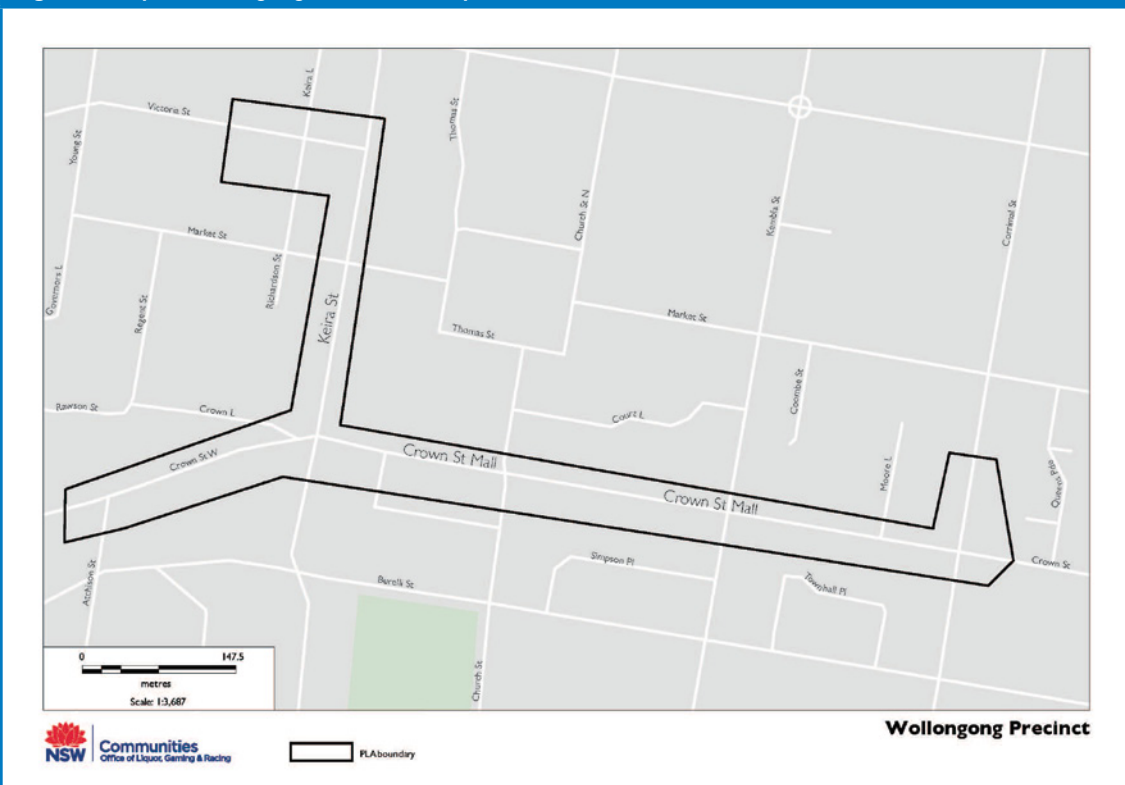 Keira L
Victoria St
Thomas St
Young St
Church St N
Kembla St
Corrimal St
Market St
Governors L
Richardson St
Regent St
Keira St
Market St
Thomas St
Coombe St
Rawson St
Crown L
Court L
Crown St W
Crown St Mall
Moore L
Crown St Mall
Simpson Pl
Crown St
Atchison St
Burelli St
Townhall Pl
Church St
0 147.5
metres
Scale: 1:3,687
Wollongong Precinct
NSW
Communities
Office of Liquor, Gaming & Racing
PLA boundary